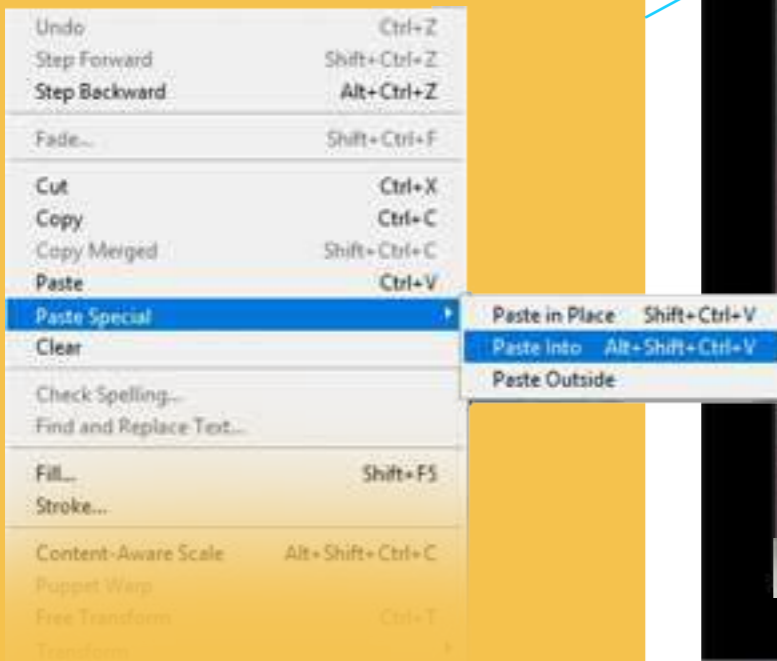 Undo Ctrl+Z
Step Forward Shift+Ctrl+Z
Step Backward Alt+Ctrl+Z
Fade... Shift+Ctrl+F
Cut Ctrl+X
Copy Ctrl+C
Copy Merged Shift+Ctrl+C
Paste Ctrl+V
Paste Special
Paste in Place Shift+Ctrl+V
Paste Into Alt+Shift+Ctrl+V
Paste Outside
Clear
Check Spelling...
Find and Replace Text...
Fill... Shift+F5
Stroke...
Content-Aware Scale Alt+Shift+Ctrl+C
Puppet Warp
Free Transform Ctrl+T
Transform